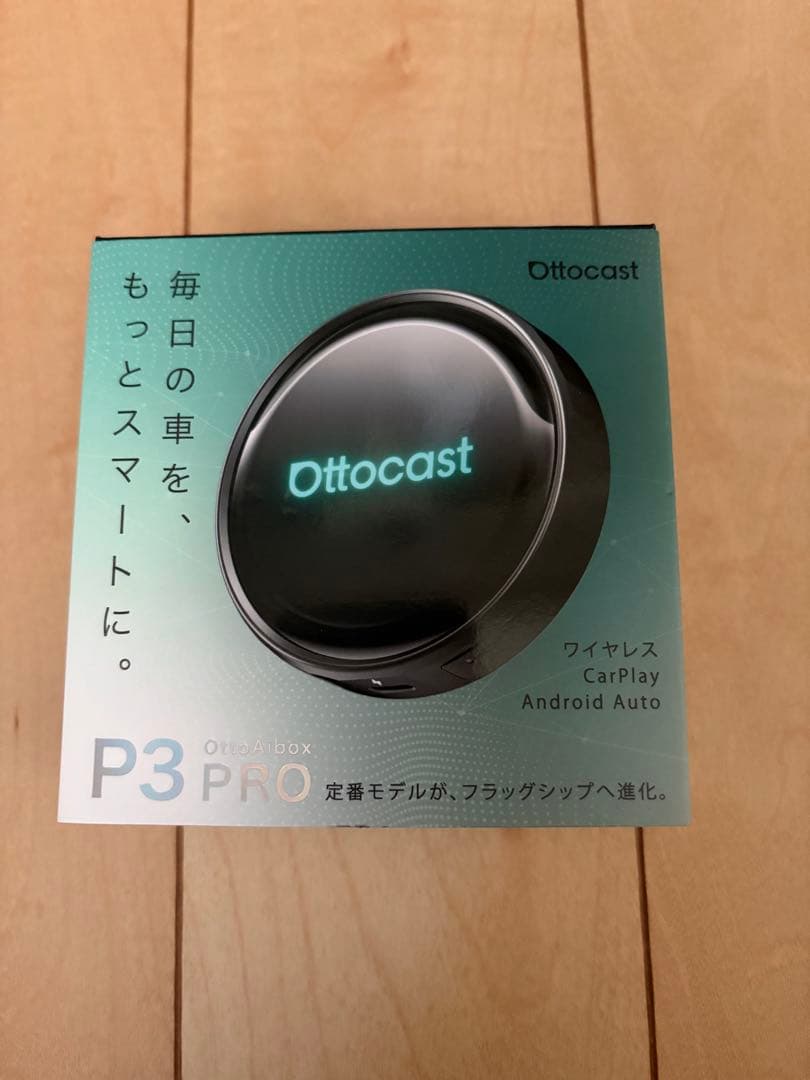 Ottocast
毎日の車を、
もっとスマートに。
Ottocast
ワイヤレス
CarPlay
Android Auto
P3 OttoAibox
PRO
定番モデルが、フラッグシップへ進化。